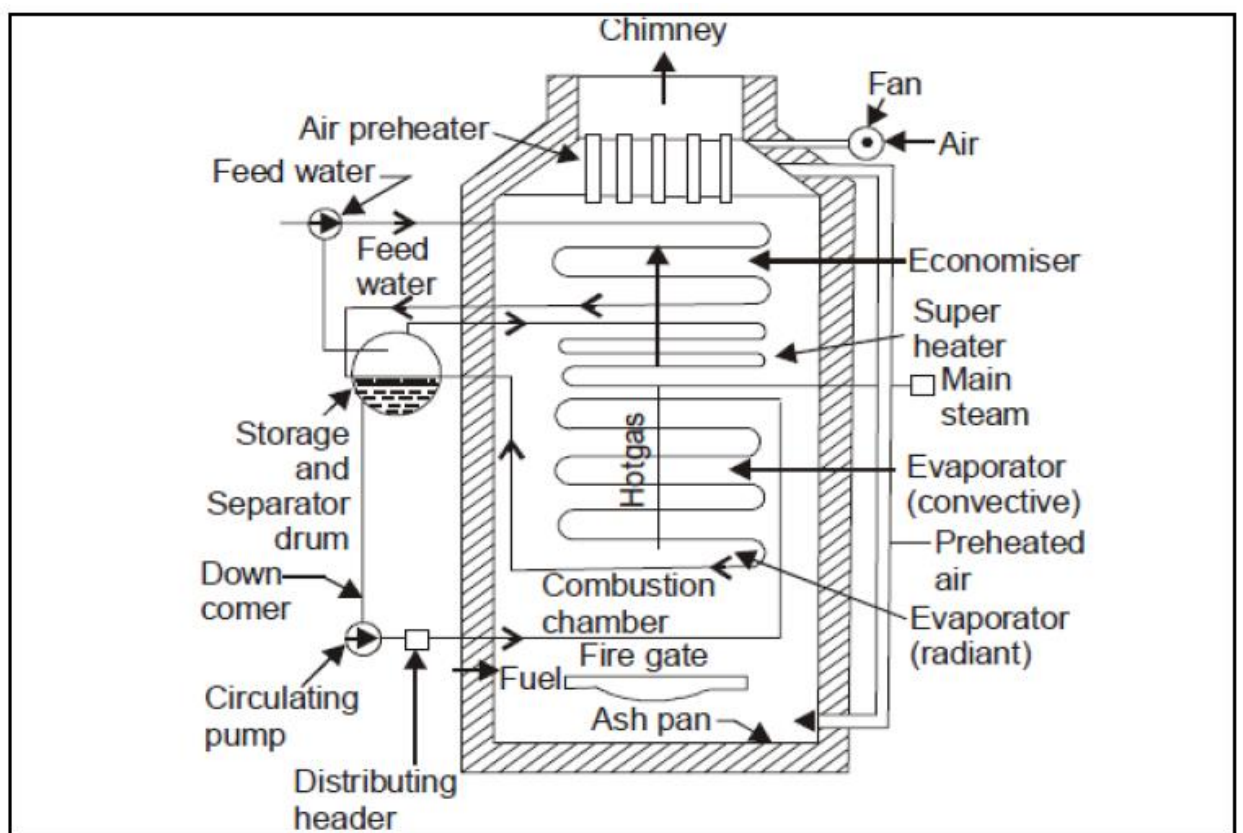 Chimney
Fan
Air preheater
Air
Feed water
Feed
water
Economiser
Super
heater
Main
steam
Storage
and
Separator
drum
Hotgas
Evaporator
(convective)
Preheated
air
Down
comer
Combustion
chamber
Evaporator
(radiant)
Fire gate
Fuel
Circulating
pump
Ash pan
Distributing
header